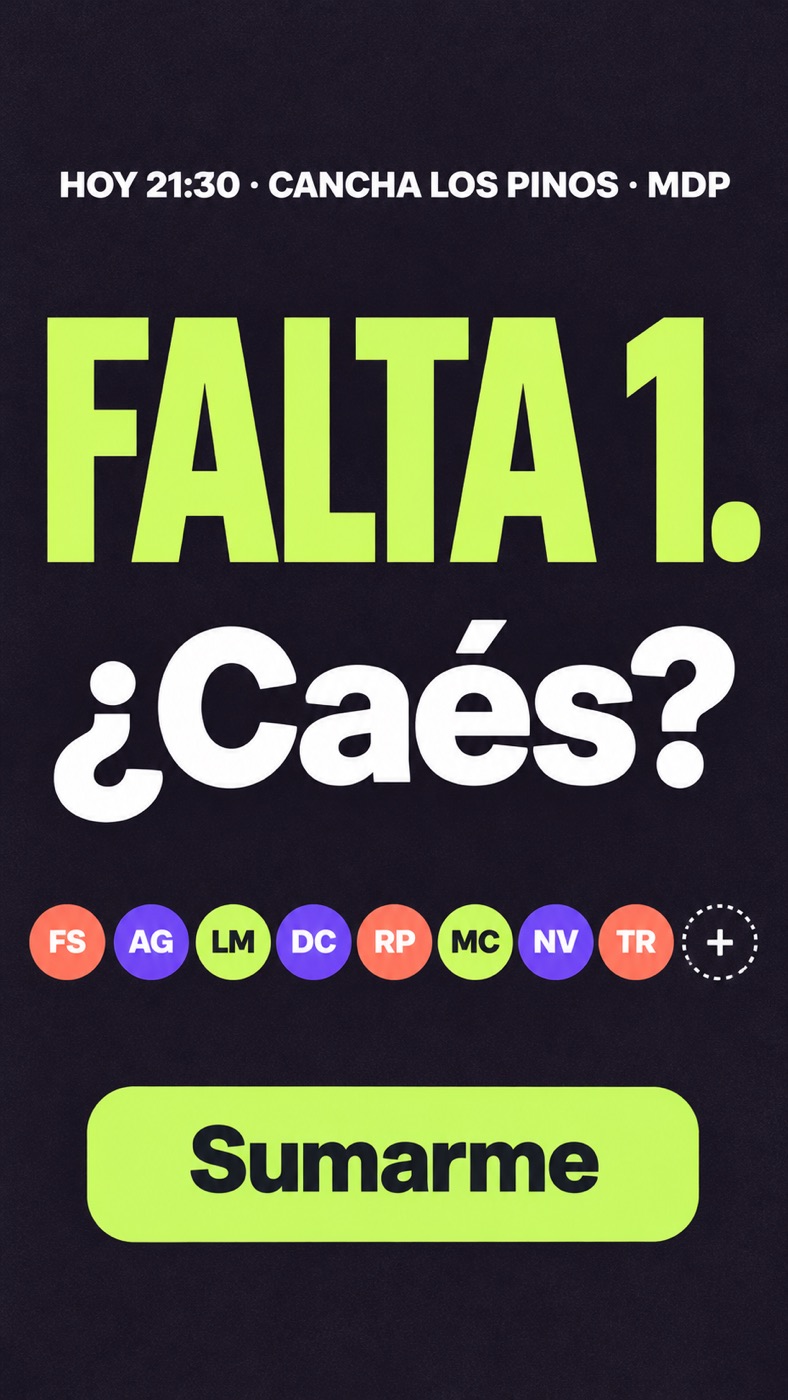 HOY 21:30 · CANCHA LOS PINOS · MDP
FALTA 1.
¿Caés?
FS AG LM DC RP MC NV TR +
Sumarme